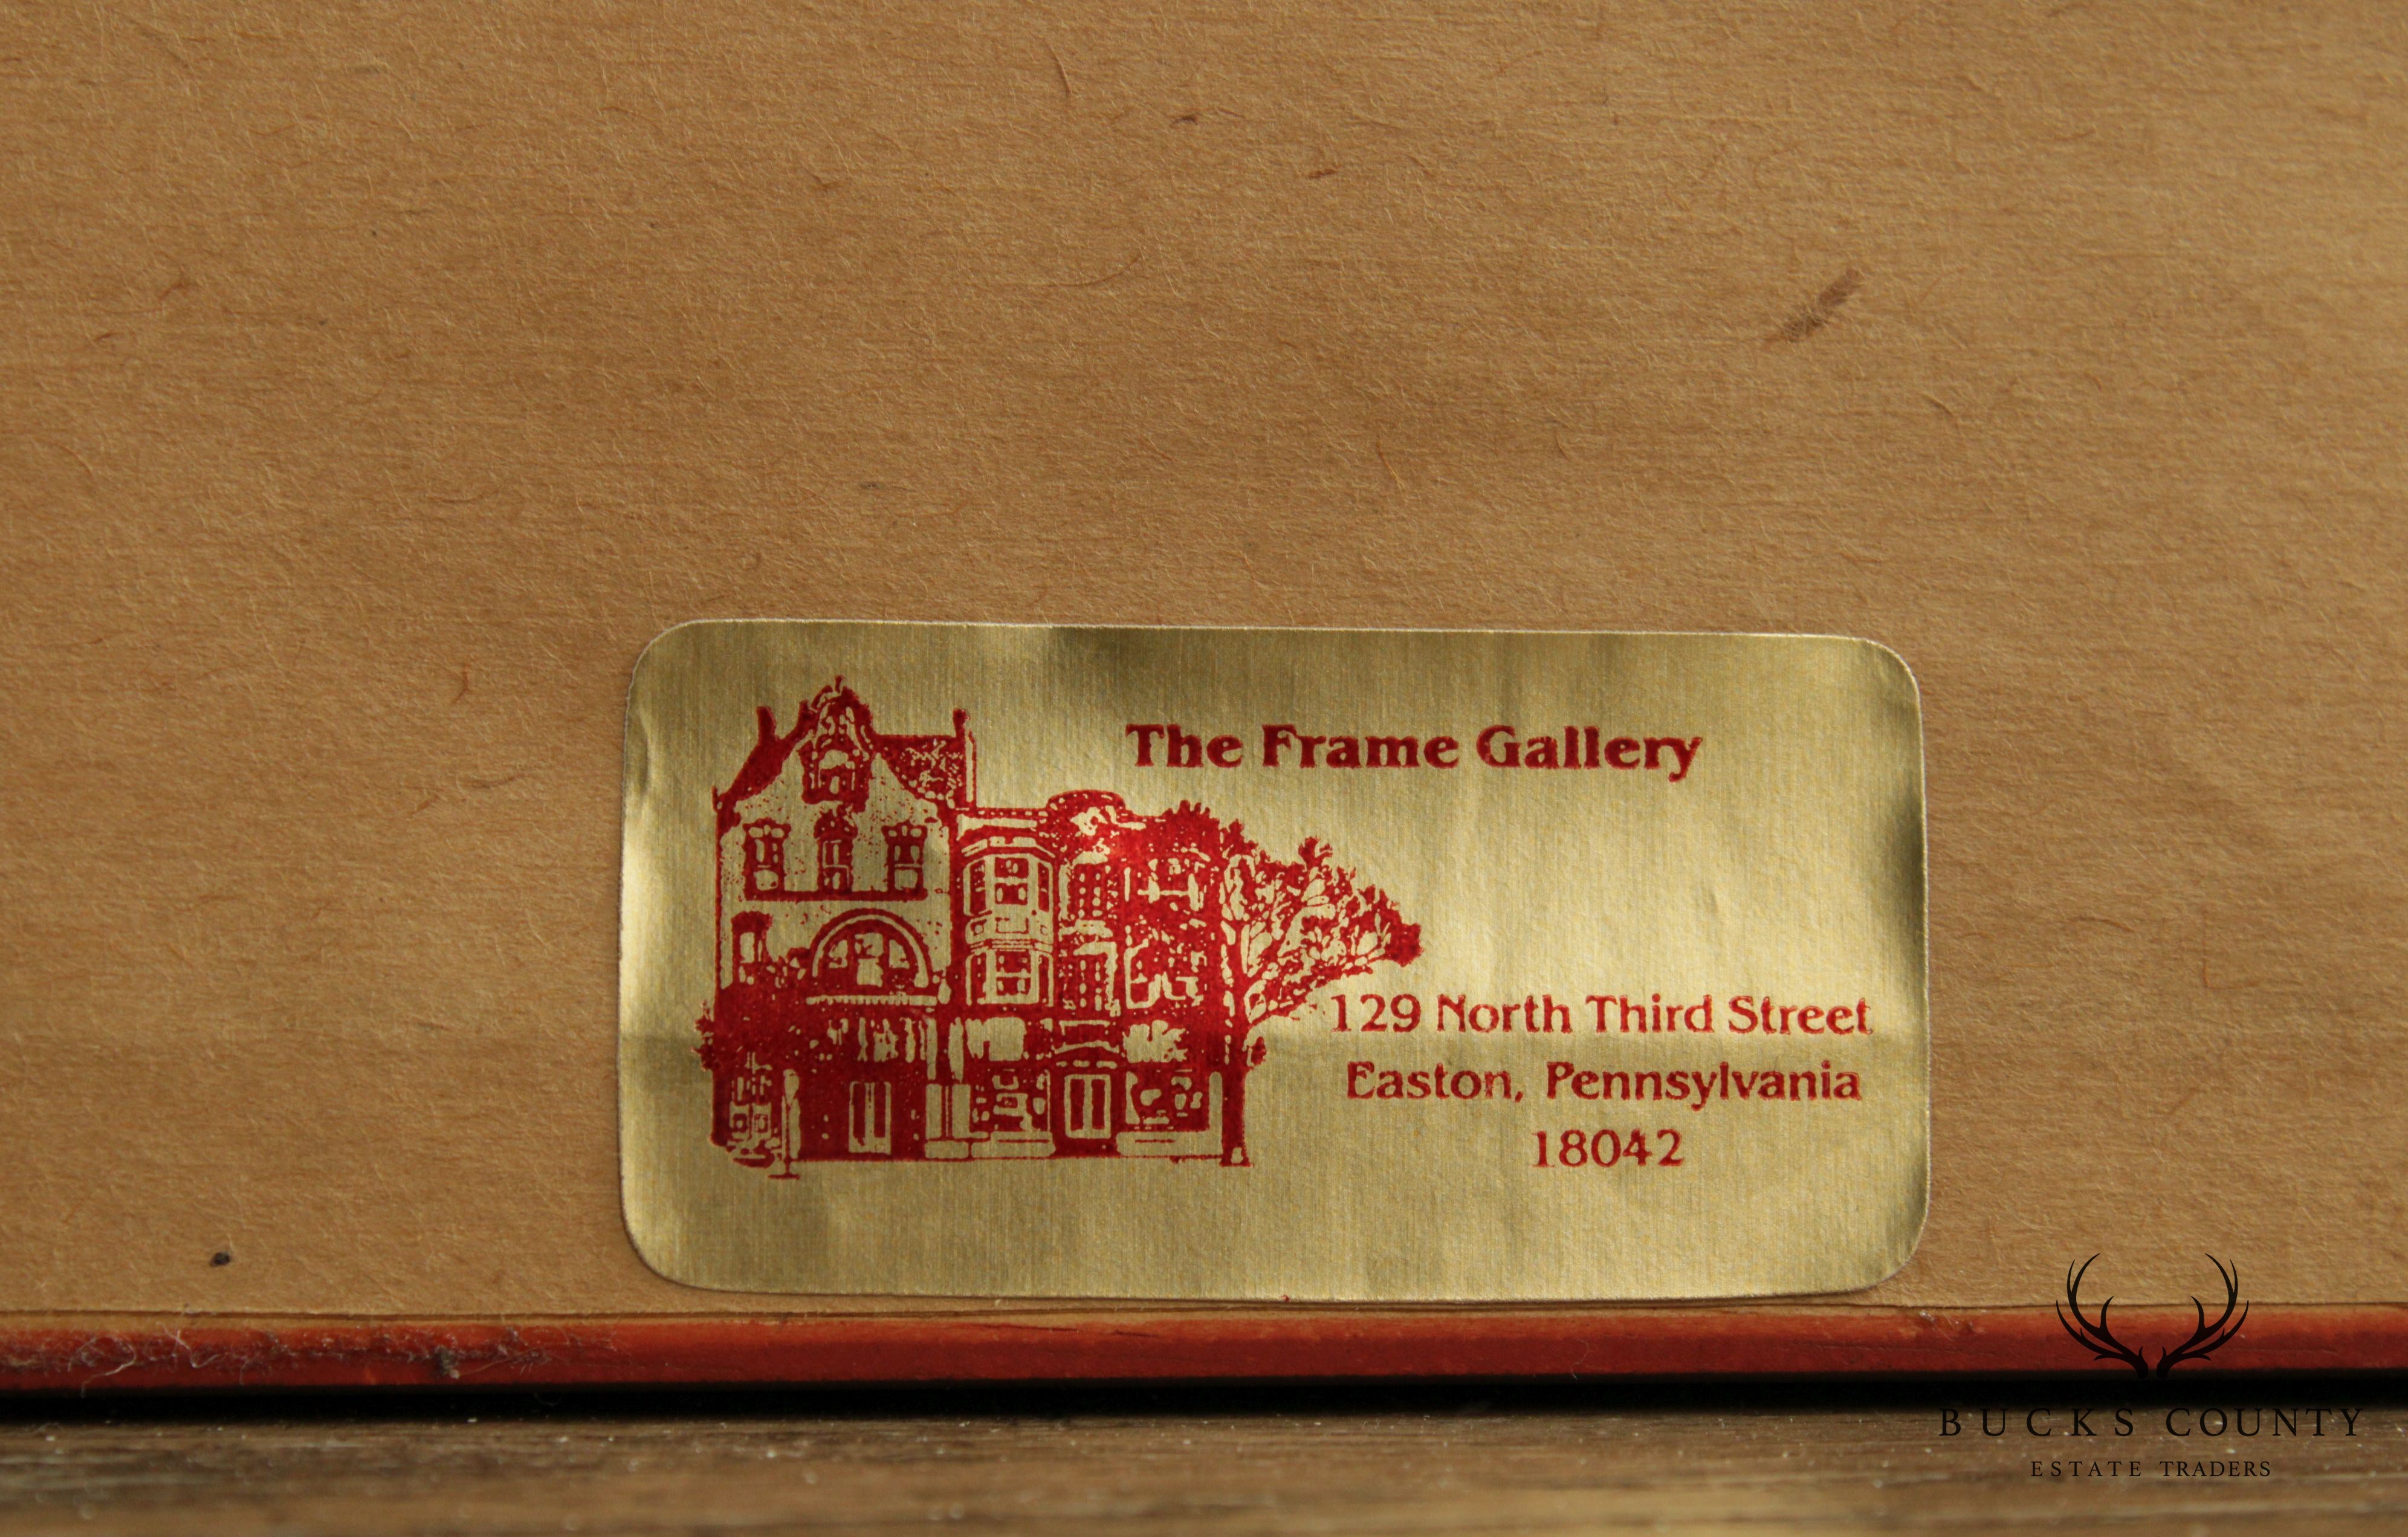 The Frame Gallery
129 North Third Street
Easton, Pennsylvania
18042
BUCKS COUNTY
ESTATE TRADERS